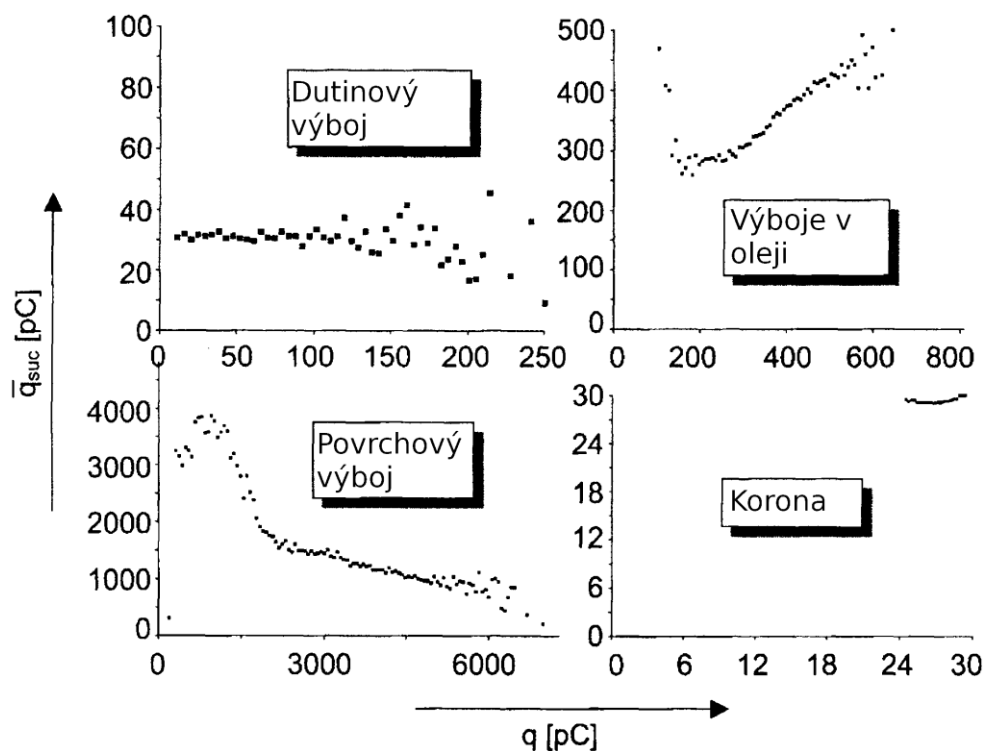 100
80
60
40
20
0
0 50 100 150 200 250
Dutinový
výboj
500
400
300
200
100
0
0 200 400 600 800
Výboje v
oleji
4000
3000
2000
1000
0
0 3000 6000
Povrchový
výboj
30
24
18
12
6
0
0 6 12 18 24 30
Korona
q̅suc [pC]
q [pC]